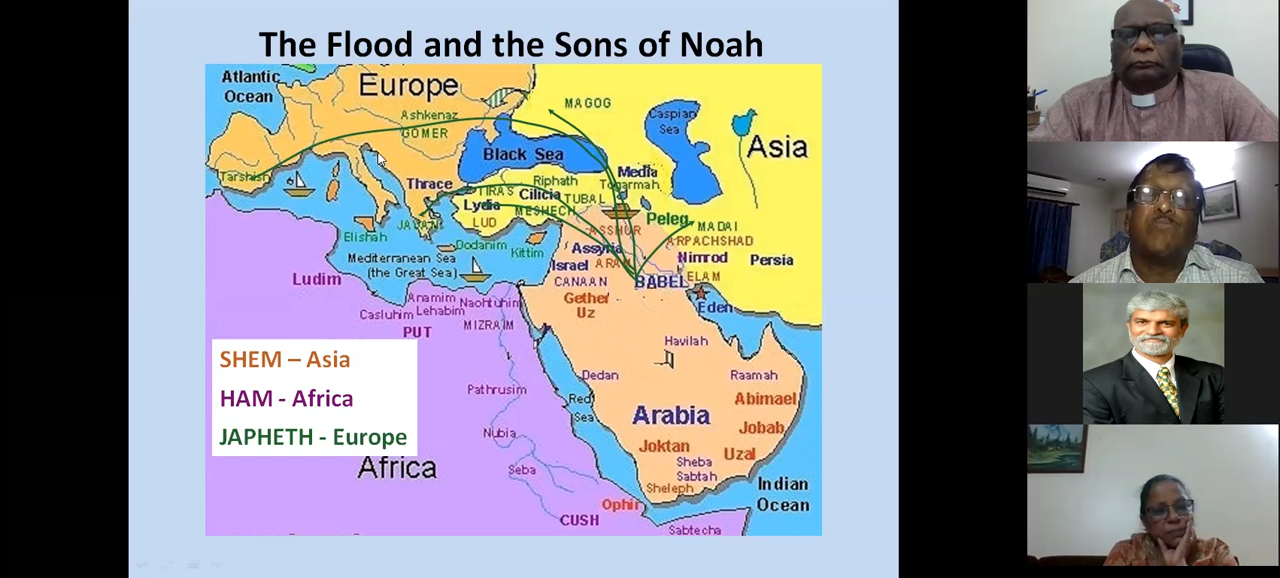 The Flood and the Sons of Noah
Atlantic
Ocean
Europe
MAGOG
Ashkenaz
GOMER
Caspian
Sea
Asia
Black Sea
Media
Tarshish
Thrace
TIRAS
Riphath
Togarmah
Cilicia
TUBAL
Lydia
MESHECH
LUD
Peleg
JAVAN
ASSHUR
MADAI
Elishah
ARPACHSHAD
Dodanim
Kittim
Assyria
Mediterranean Sea
(the Great Sea)
Israel
ARAM
Nimrod
Persia
Ludim
CANAAN
BABEL
ELAM
Anamim
Naohtuhim
Gether
Uz
Eden
Casluhim
Lehabim
PUT
MIZRAIM
Havilah
SHEM – Asia
HAM - Africa
JAPHETH - Europe
Dedan
Raamah
Pathrusim
Red
Sea
Abimael
Arabia
Jobab
Nubia
Joktan
Uzal
Africa
Seba
Sheba
Sabtah
Sheleph
Indian
Ocean
Ophir
CUSH
Sabtecha